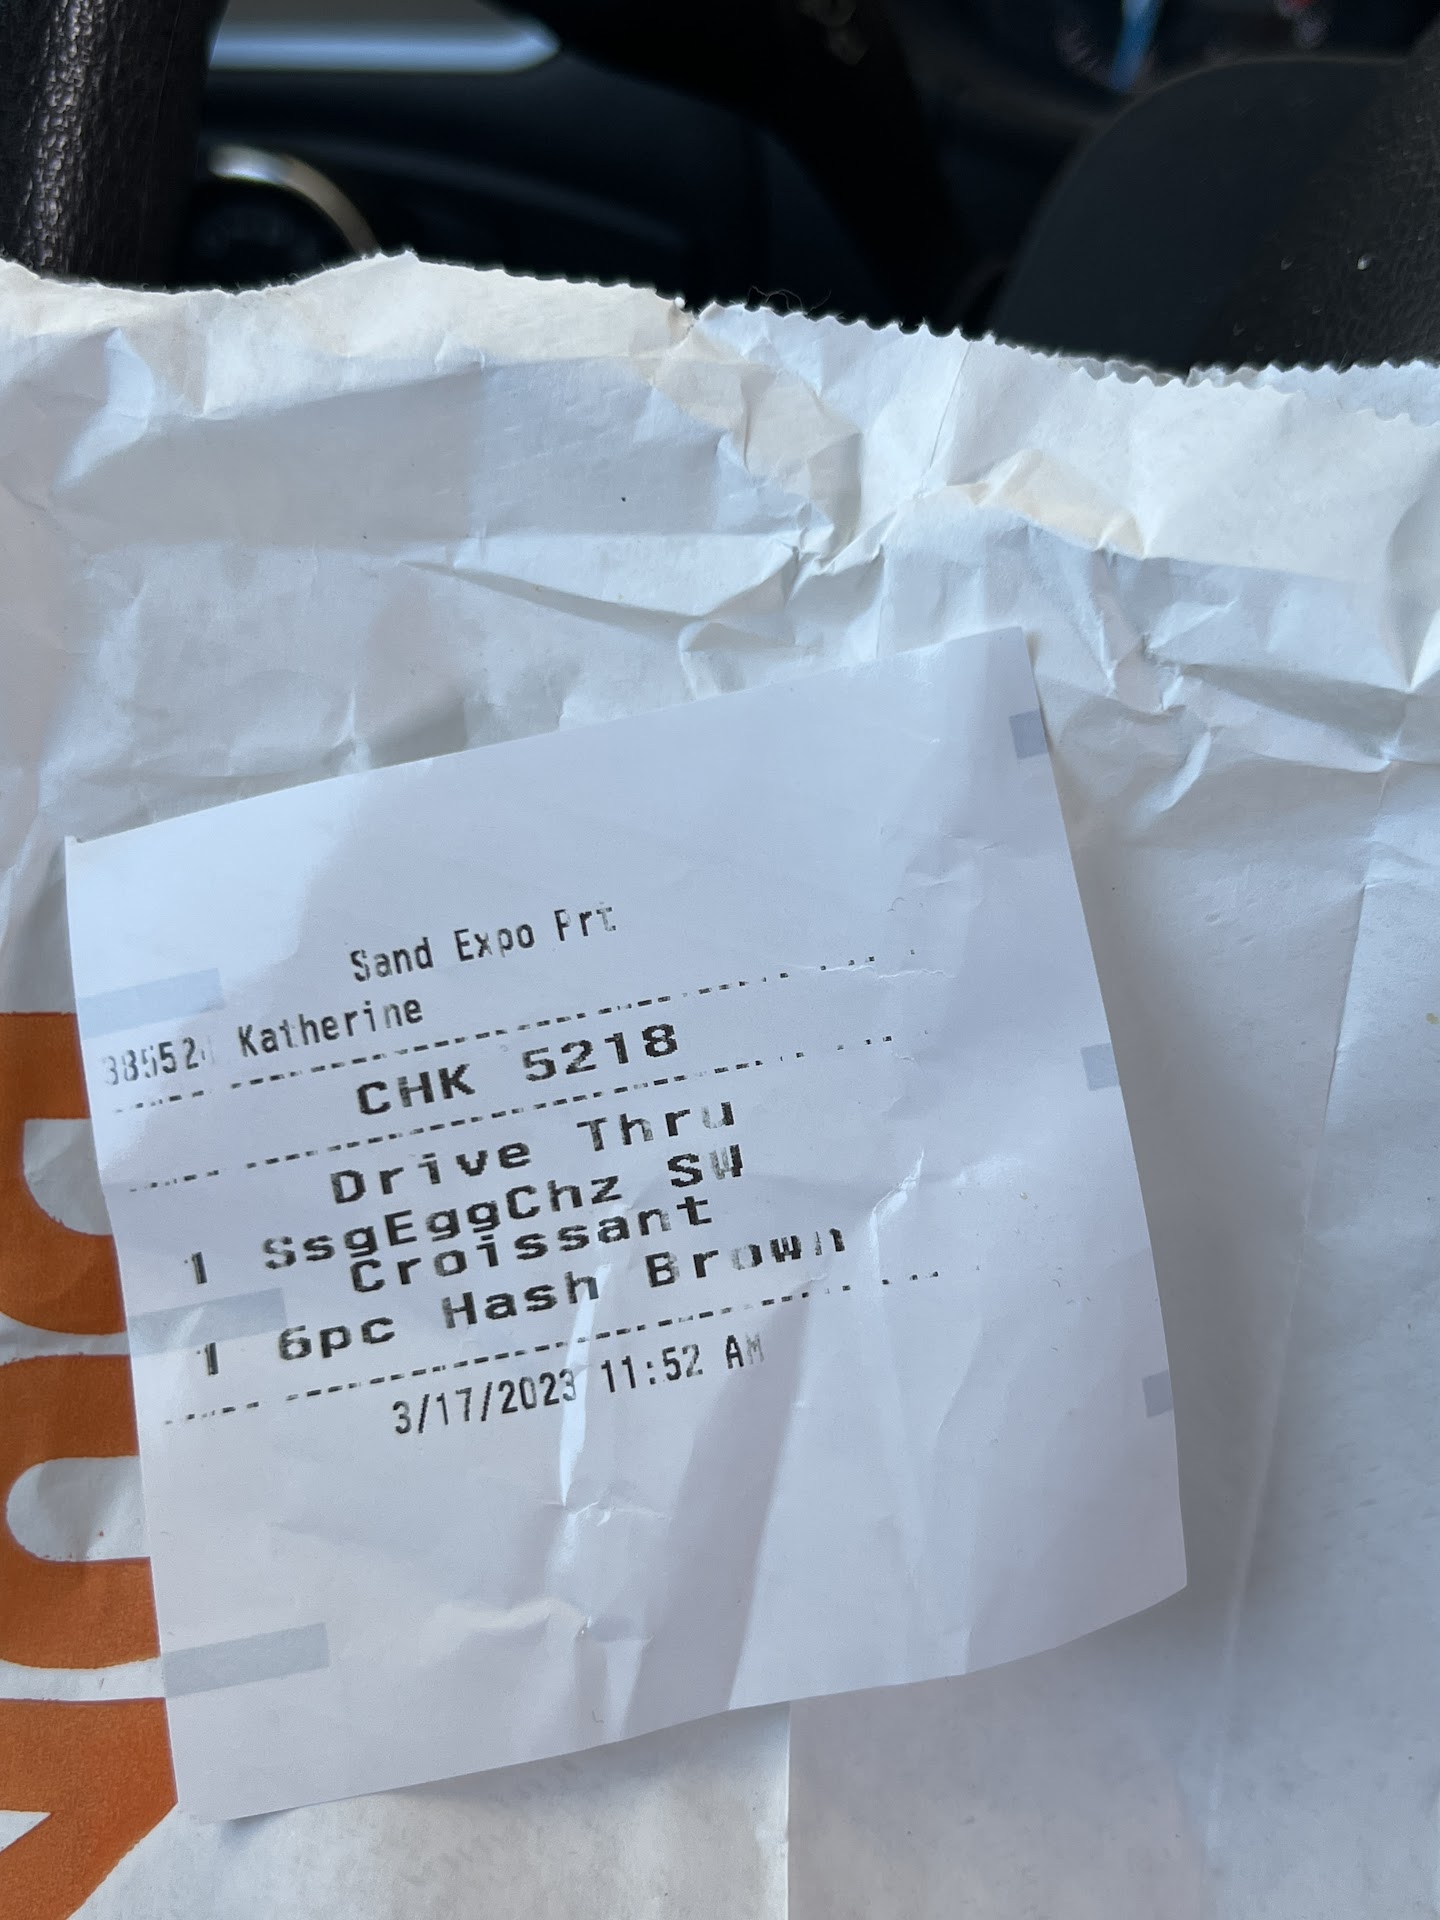 Sand Expo Prt
Katherine
CHK 5218
Drive Thru
1 SsgEggChz SW
Croissant
1 6pc Hash Brown
3/17/2023 11:52 AM